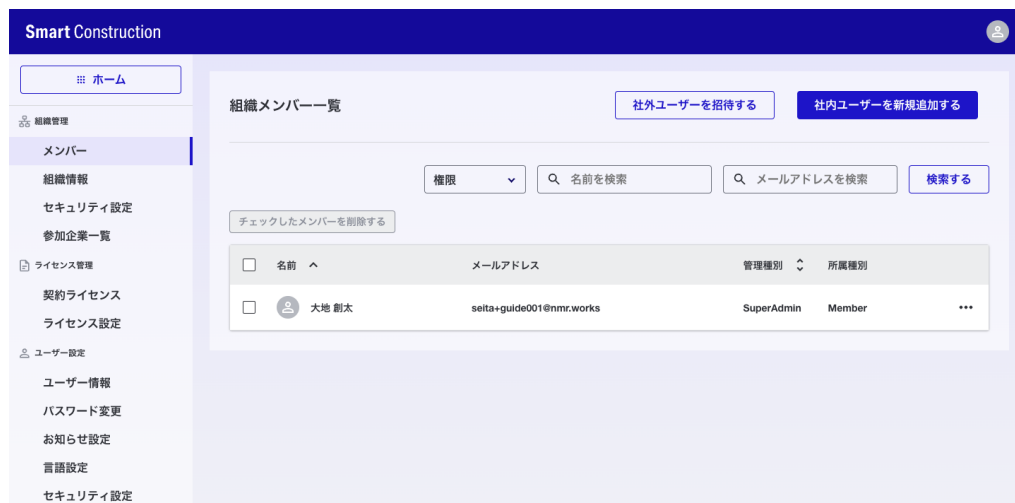 Smart Construction
ホーム
組織管理
メンバー
組織情報
セキュリティ設定
参加企業一覧
ライセンス管理
契約ライセンス
ライセンス設定
ユーザー設定
ユーザー情報
パスワード変更
お知らせ設定
言語設定
セキュリティ設定
組織メンバー一覧
社外ユーザーを招待する
社内ユーザーを新規追加する
権限
名前を検索
メールアドレスを検索
検索する
チェックしたメンバーを削除する
名前 メールアドレス 管理種別 所属種別
大地 創太 seita+guide001@nmr.works SuperAdmin Member